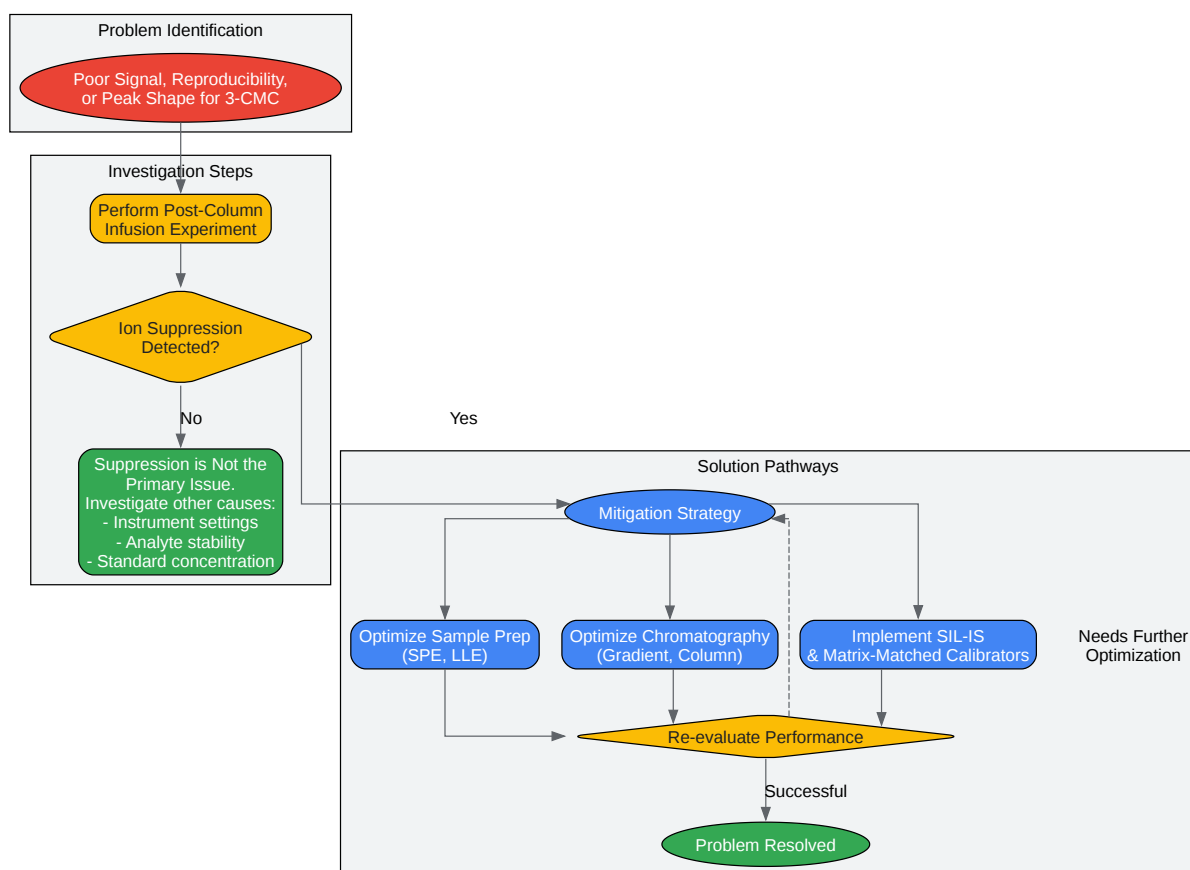 Problem Identification
Poor Signal, Reproducibility,
or Peak Shape for 3-CMC
Investigation Steps
Perform Post-Column
Infusion Experiment
Ion Suppression
Detected?
No
Yes
Suppression is Not the
Primary Issue.
Investigate other causes:
- Instrument settings
- Analyte stability
- Standard concentration
Solution Pathways
Mitigation Strategy
Optimize Sample Prep
(SPE, LLE)
Optimize Chromatography
(Gradient, Column)
Implement SIL-IS
& Matrix-Matched Calibrators
Needs Further
Optimization
Re-evaluate Performance
Successful
Problem Resolved